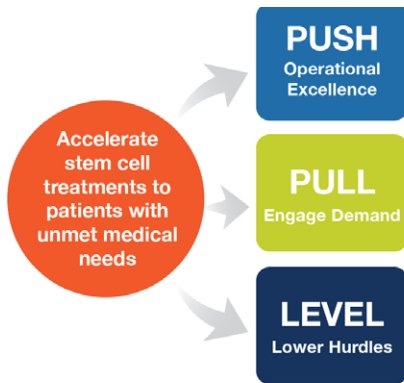 Accelerate
stem cell
treatments to
patients with
unmet medical
needs
PUSH
Operational
Excellence
PULL
Engage Demand
LEVEL
Lower Hurdles